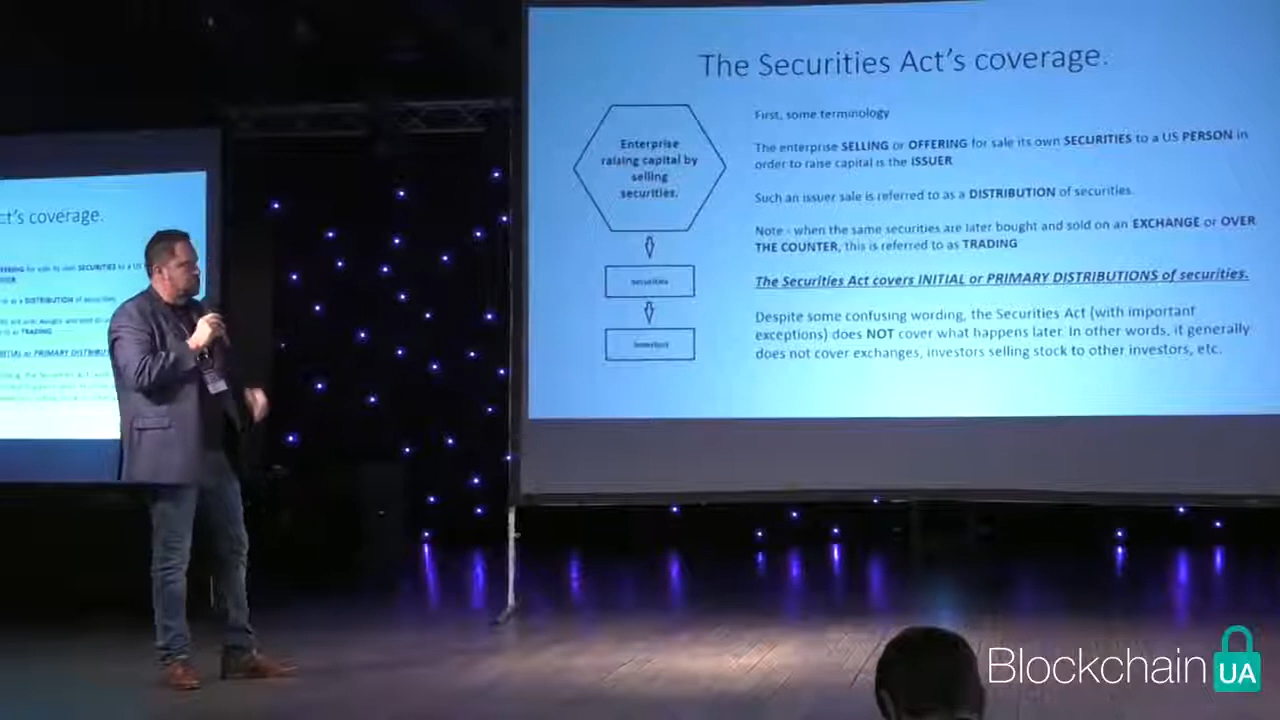 The Securities Act's coverage.
Enterprise
raising capital by
selling
securities.
Securities
Investors
First, some terminology
The enterprise SELLING or OFFERING for sale its own SECURITIES to a US PERSON in
order to raise capital is the ISSUER
Such an issuer sale is referred to as a DISTRIBUTION of securities.
Note - when the same securities are later bought and sold on an EXCHANGE or OVER
THE COUNTER, this is referred to as TRADING
The Securities Act covers INITIAL or PRIMARY DISTRIBUTIONS of securities.
Despite some confusing wording, the Securities Act (with important
exceptions) does NOT cover what happens later. In other words, it generally
does not cover exchanges, investors selling stock to other investors, etc.
ct's coverage.
Blockchain UA